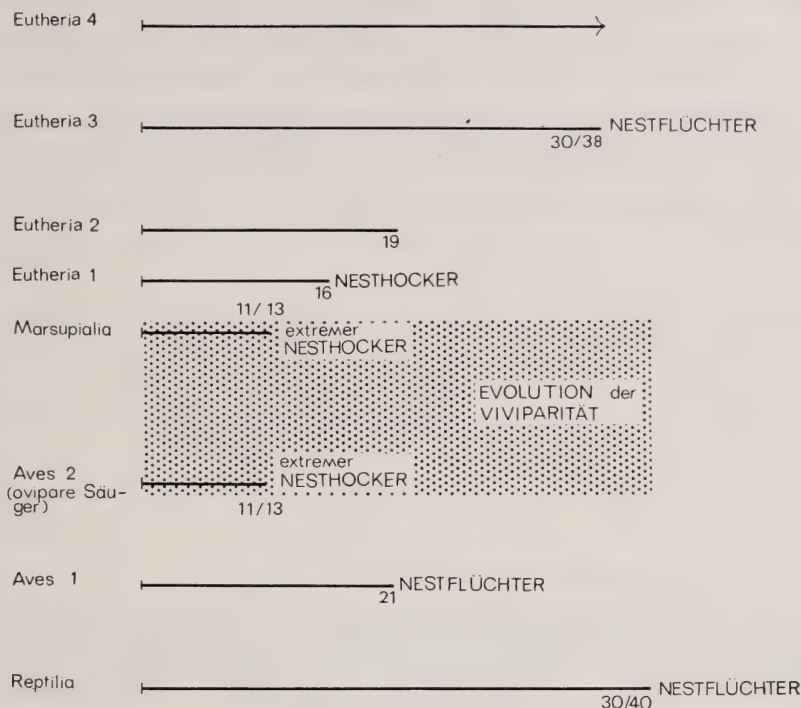 Eutheria 4
Eutheria 3
NESTFLÜCHTER
30/38
Eutheria 2
19
Eutheria 1
NESTHOCKER
16
11/13
Marsupialia
extremer
NESTHOCKER
EVOLUTION der
VIVIPARITÄT
Aves 2
(ovipare Säu-
ger)
extremer
NESTHOCKER
11/13
Aves 1
NESTFLÜCHTER
21
Reptilia
NESTFLÜCHTER
30/40